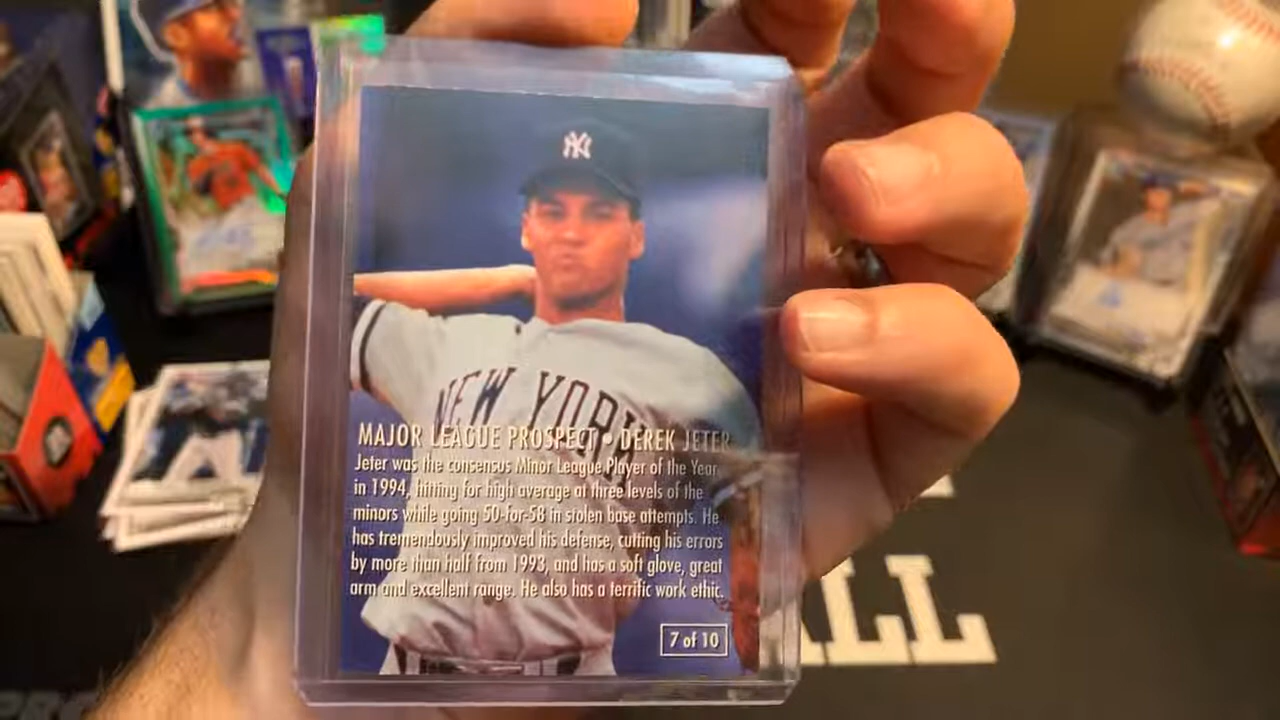 NY
NEW YORK
MAJOR LEAGUE PROSPECT • DEREK JETER
Jeter was the consensus Minor League Player of the Year
in 1994, hitting for high average at three levels of the
minors while going 50-for-58 in stolen base attempts. He
has tremendously improved his defense, cutting his errors
by more than half from 1993, and has a soft glove, great
arm and excellent range. He also has a terrific work ethic.
7 of 10